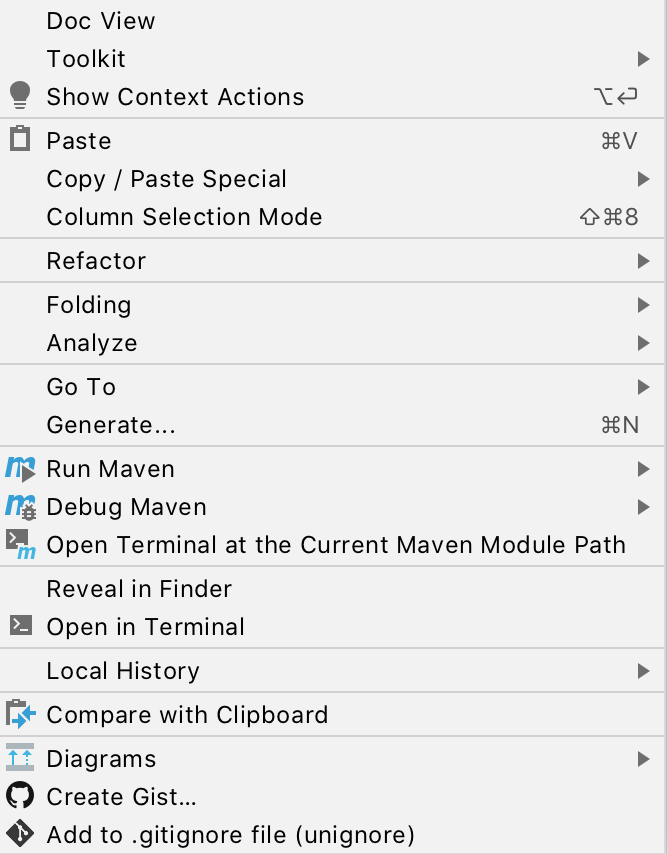 Doc View
Toolkit
Show Context Actions ⌥⏎
Paste ⌘V
Copy / Paste Special
Column Selection Mode ⇧⌘8
Refactor
Folding
Analyze
Go To
Generate... ⌘N
Run Maven
Debug Maven
Open Terminal at the Current Maven Module Path
Reveal in Finder
Open in Terminal
Local History
Compare with Clipboard
Diagrams
Create Gist...
Add to .gitignore file (unignore)